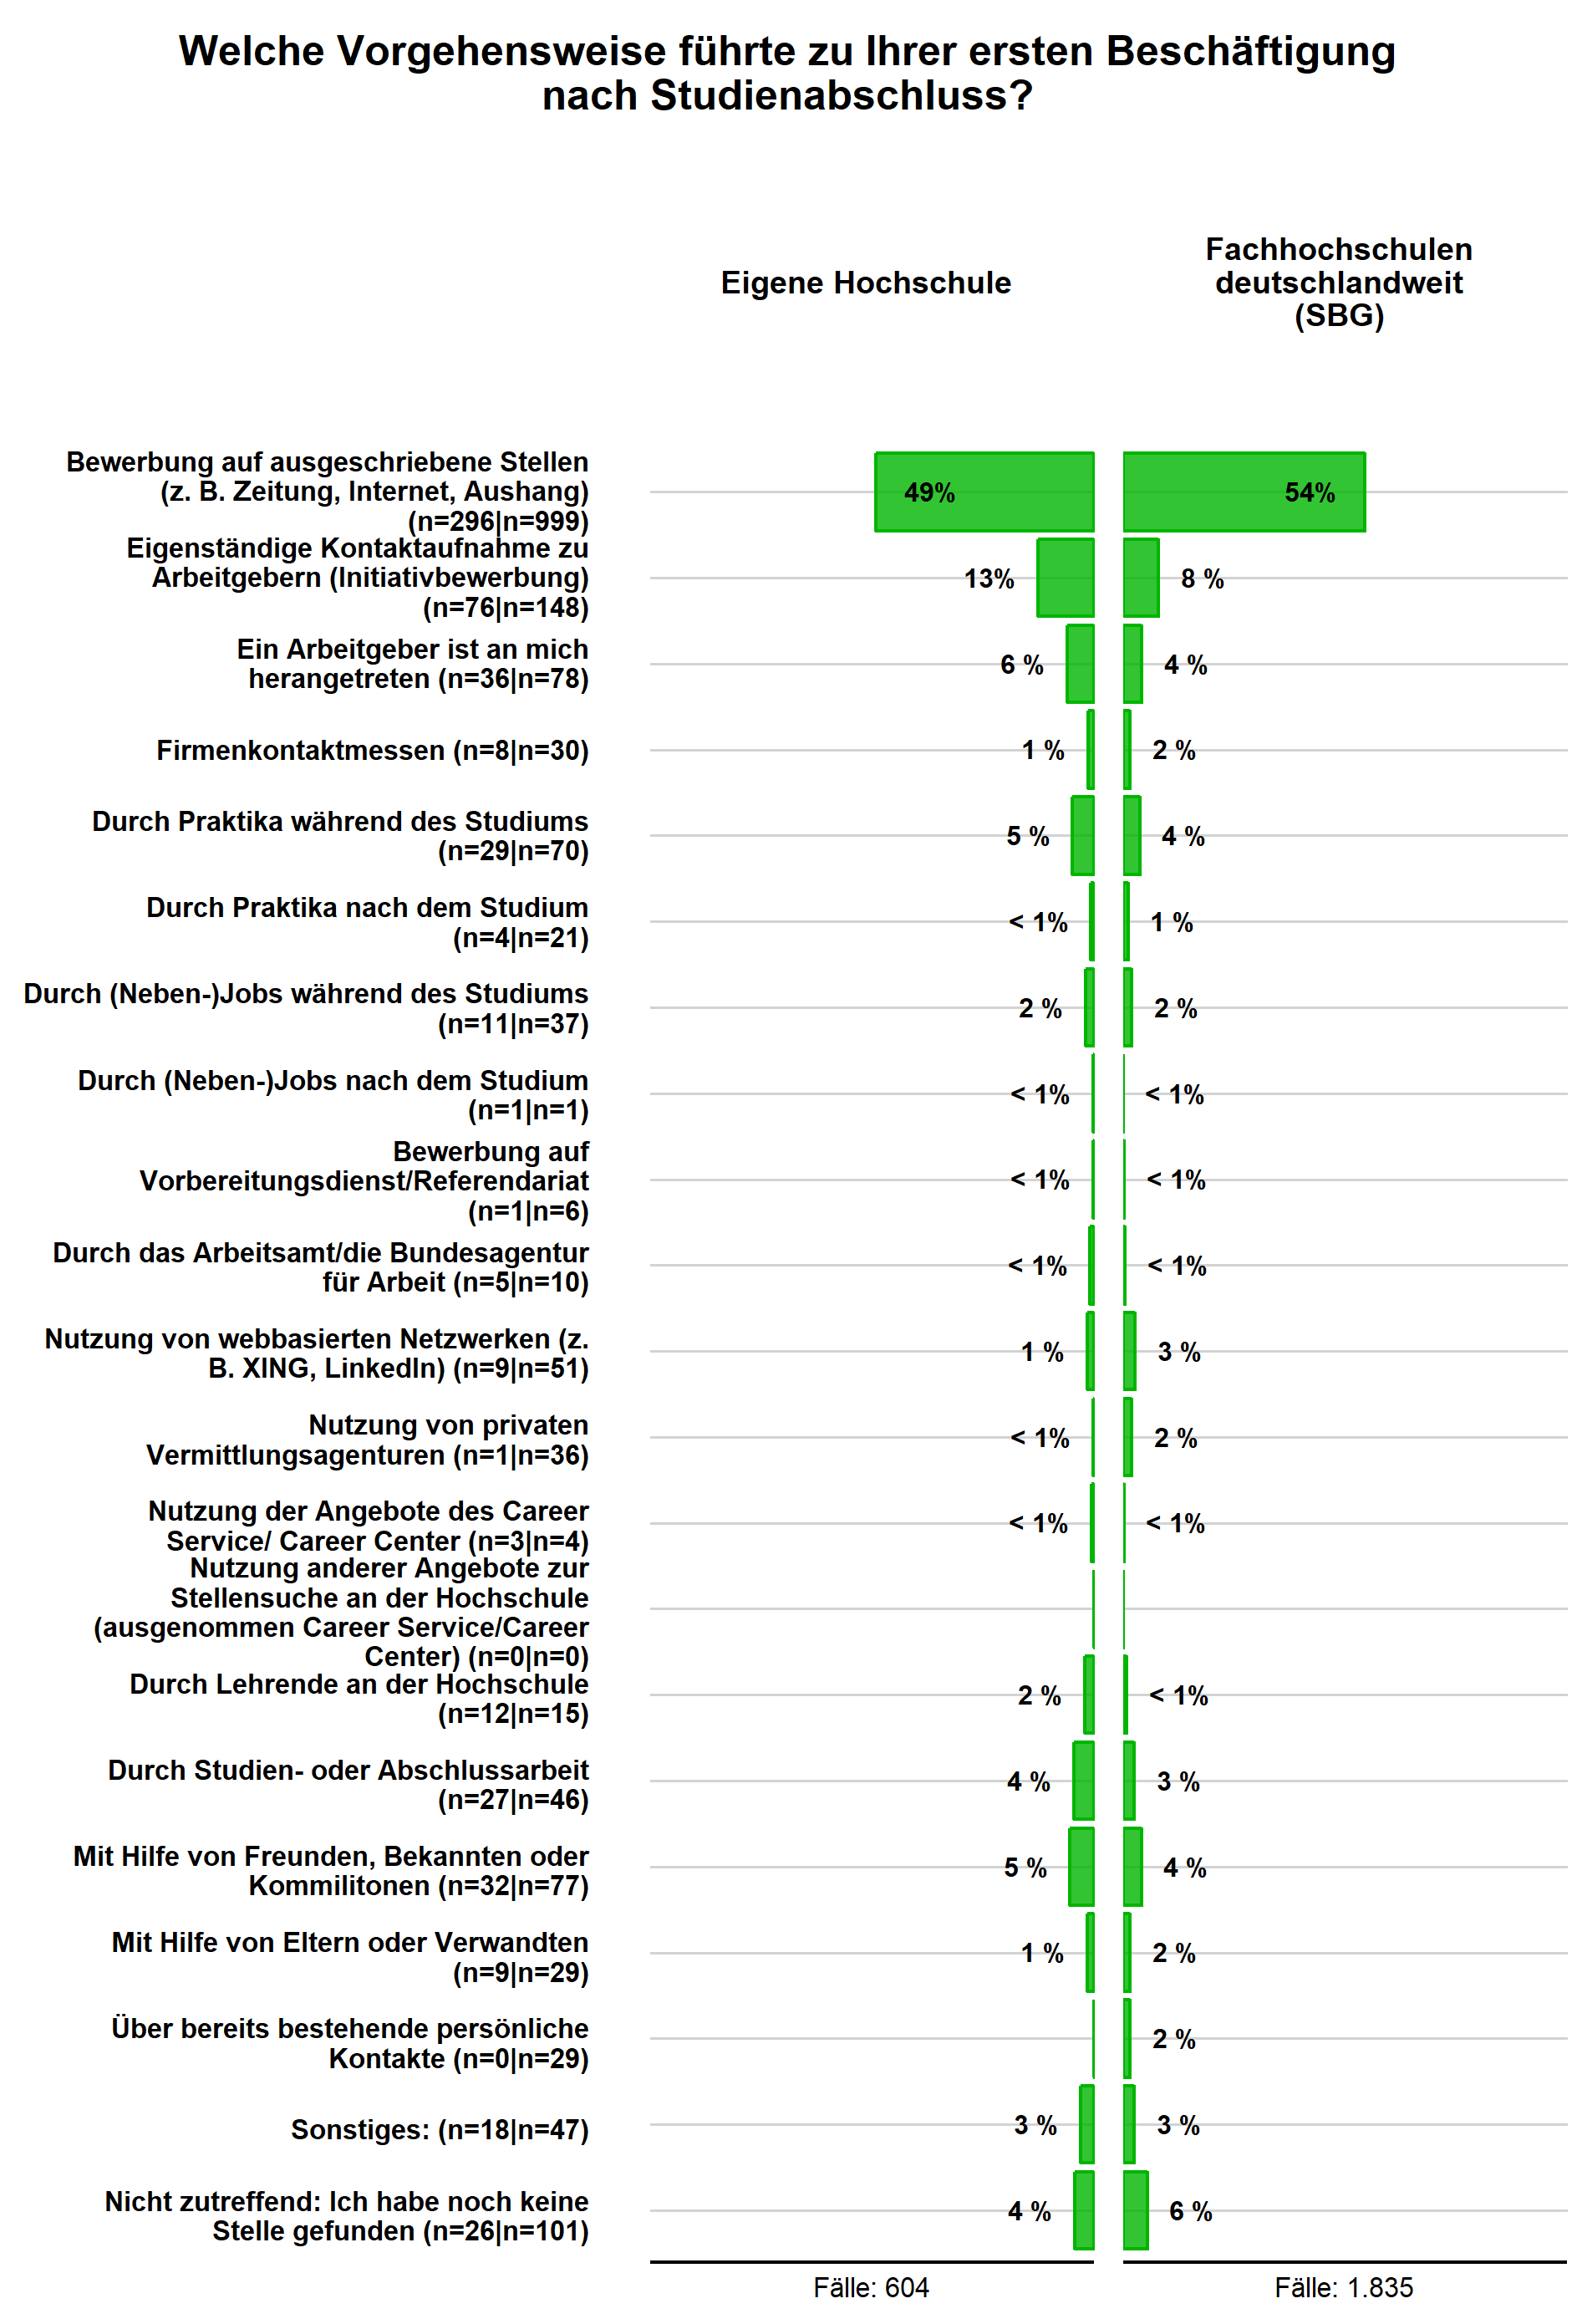 Welche Vorgehensweise führte zu Ihrer ersten Beschäftigung
nach Studienabschluss?
Eigene Hochschule
Fachhochschulen
deutschlandweit
(SBG)
Bewerbung auf ausgeschriebene Stellen
(z. B. Zeitung, Internet, Aushang)
(n=296|n=999)
49%
54%
Eigenständige Kontaktaufnahme zu
Arbeitgebern (Initiativbewerbung)
(n=76|n=148)
13%
8 %
Ein Arbeitgeber ist an mich
herangetreten (n=36|n=78)
6 %
4 %
Firmenkontaktmessen (n=8|n=30)
1 %
2 %
Durch Praktika während des Studiums
(n=29|n=70)
5 %
4 %
Durch Praktika nach dem Studium
(n=4|n=21)
< 1%
1 %
Durch (Neben-)Jobs während des Studiums
(n=11|n=37)
2 %
2 %
Durch (Neben-)Jobs nach dem Studium
(n=1|n=1)
< 1%
< 1%
Bewerbung auf
Vorbereitungsdienst/Referendariat
(n=1|n=6)
< 1%
< 1%
Durch das Arbeitsamt/die Bundesagentur
für Arbeit (n=5|n=10)
< 1%
< 1%
Nutzung von webbasierten Netzwerken (z.
B. XING, LinkedIn) (n=9|n=51)
1 %
3 %
Nutzung von privaten
Vermittlungsagenturen (n=1|n=36)
< 1%
2 %
Nutzung der Angebote des Career
Service/ Career Center (n=3|n=4)
< 1%
< 1%
Nutzung anderer Angebote zur
Stellensuche an der Hochschule
(ausgenommen Career Service/Career
Center) (n=0|n=0)
Durch Lehrende an der Hochschule
(n=12|n=15)
2 %
< 1%
Durch Studien- oder Abschlussarbeit
(n=27|n=46)
4 %
3 %
Mit Hilfe von Freunden, Bekannten oder
Kommilitonen (n=32|n=77)
5 %
4 %
Mit Hilfe von Eltern oder Verwandten
(n=9|n=29)
1 %
2 %
Über bereits bestehende persönliche
Kontakte (n=0|n=29)
2 %
Sonstiges: (n=18|n=47)
3 %
3 %
Nicht zutreffend: Ich habe noch keine
Stelle gefunden (n=26|n=101)
4 %
6 %
Fälle: 604
Fälle: 1.835